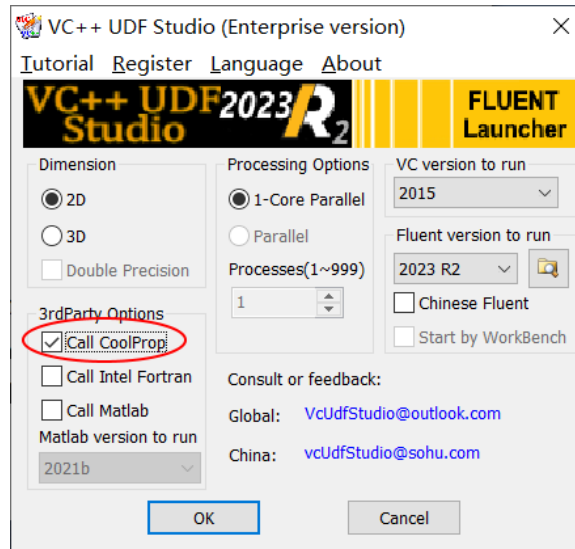 VC++ UDF Studio (Enterprise version)
Tutorial Register Language About
VC++ UDF Studio 2023R2
FLUENT Launcher
Dimension
2D
3D
Double Precision
Processing Options
1-Core Parallel
Parallel
Processes(1~999)
1
VC version to run
2015
Fluent version to run
2023 R2
Chinese Fluent
Start by WorkBench
3rdParty Options
Call CoolProp
Call Intel Fortran
Call Matlab
Matlab version to run
2021b
Consult or feedback:
Global: VcUdfStudio@outlook.com
China: vcUdfStudio@sohu.com
OK
Cancel